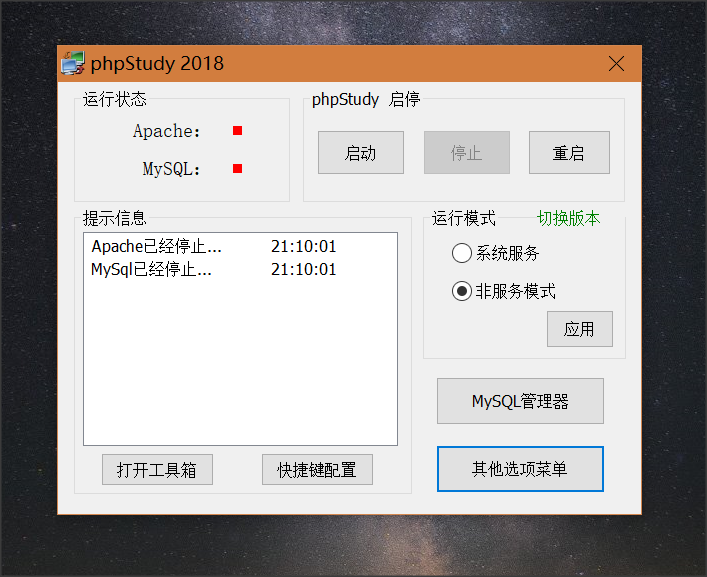 phpStudy 2018
运行状态
Apache:
MySQL:
phpStudy 启停
启动
停止
重启
提示信息
Apache已经停止... 21:10:01
MySql已经停止... 21:10:01
打开工具箱
快捷键配置
运行模式
切换版本
系统服务
非服务模式
应用
MySQL管理器
其他选项菜单